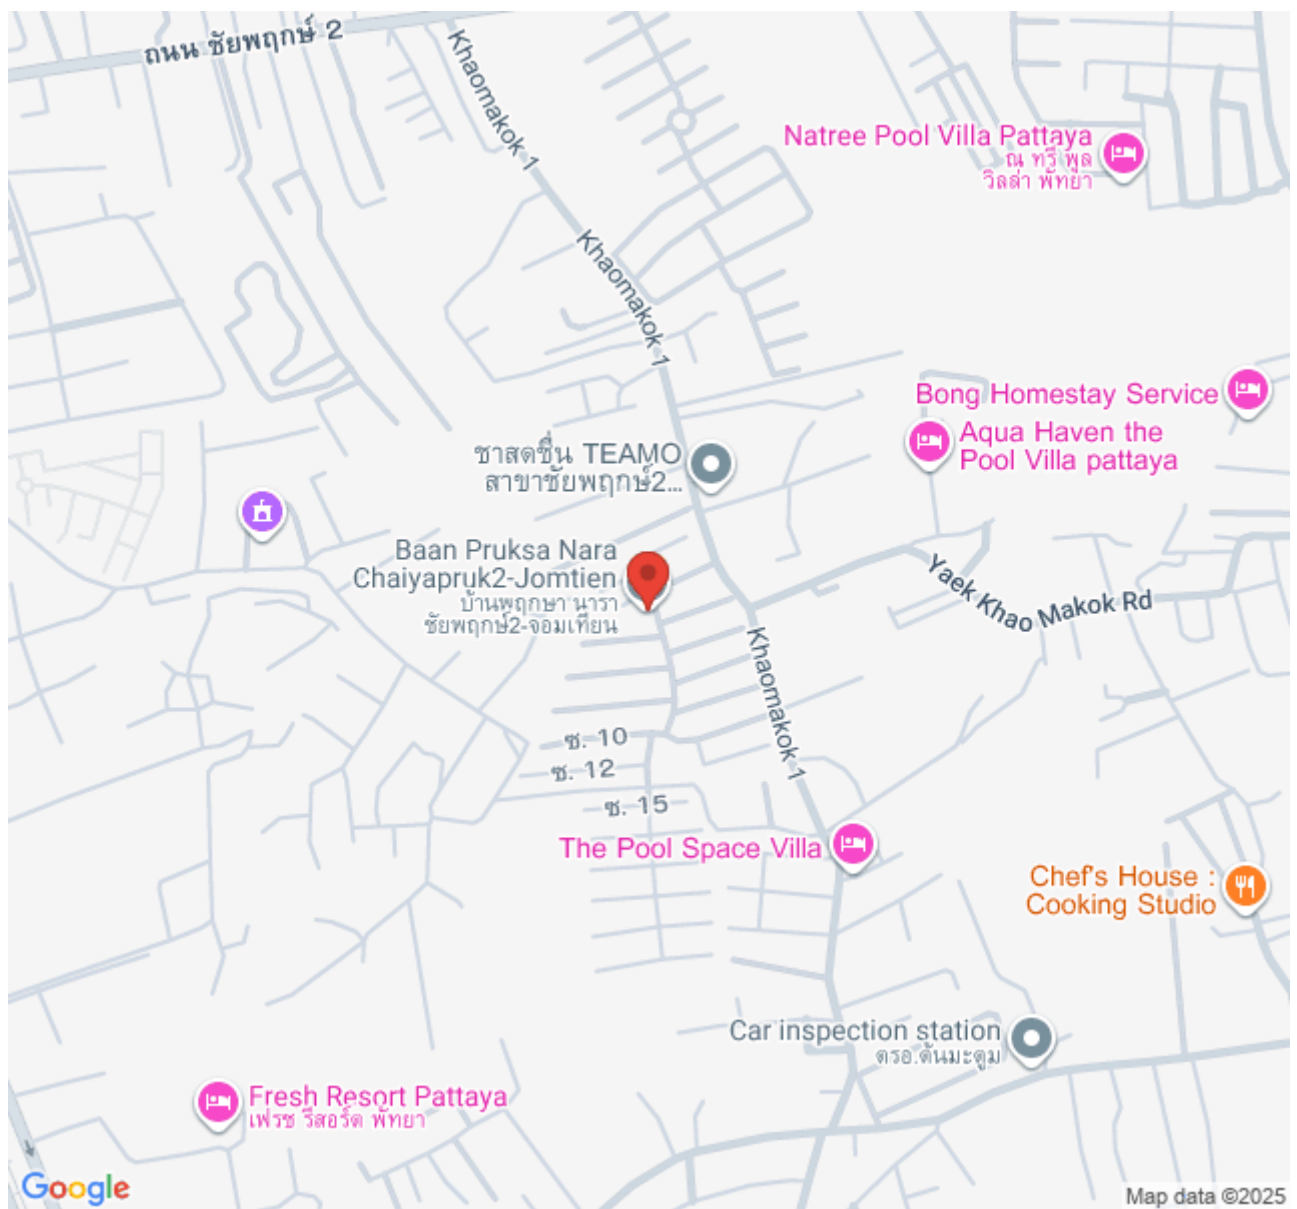 ถนน ชัยพฤกษ์ 2
Khaomakok 1
Natree Pool Villa Pattaya
ณ ทรี พูล
วิลล่า พัทยา
Khaomakok 1
Bong Homestay Service
Aqua Haven the
Pool Villa pattaya
ชาสดชื่น TEAMO
สาขาชัยพฤกษ์2...
Baan Pruksa Nara
Chaiyapruk2-Jomtien
บ้านพฤกษา นารา
ชัยพฤกษ์2-จอมเทียน
Yaek Khao Makok Rd
Khaomakok 1
ซ. 10
ซ. 12
ซ. 15
The Pool Space Villa
Chef's House :
Cooking Studio
Car inspection station
ตรอ.ต้นมะตูม
Fresh Resort Pattaya
เฟรช รีสอร์ต พัทยา
Google
Map data ©2025